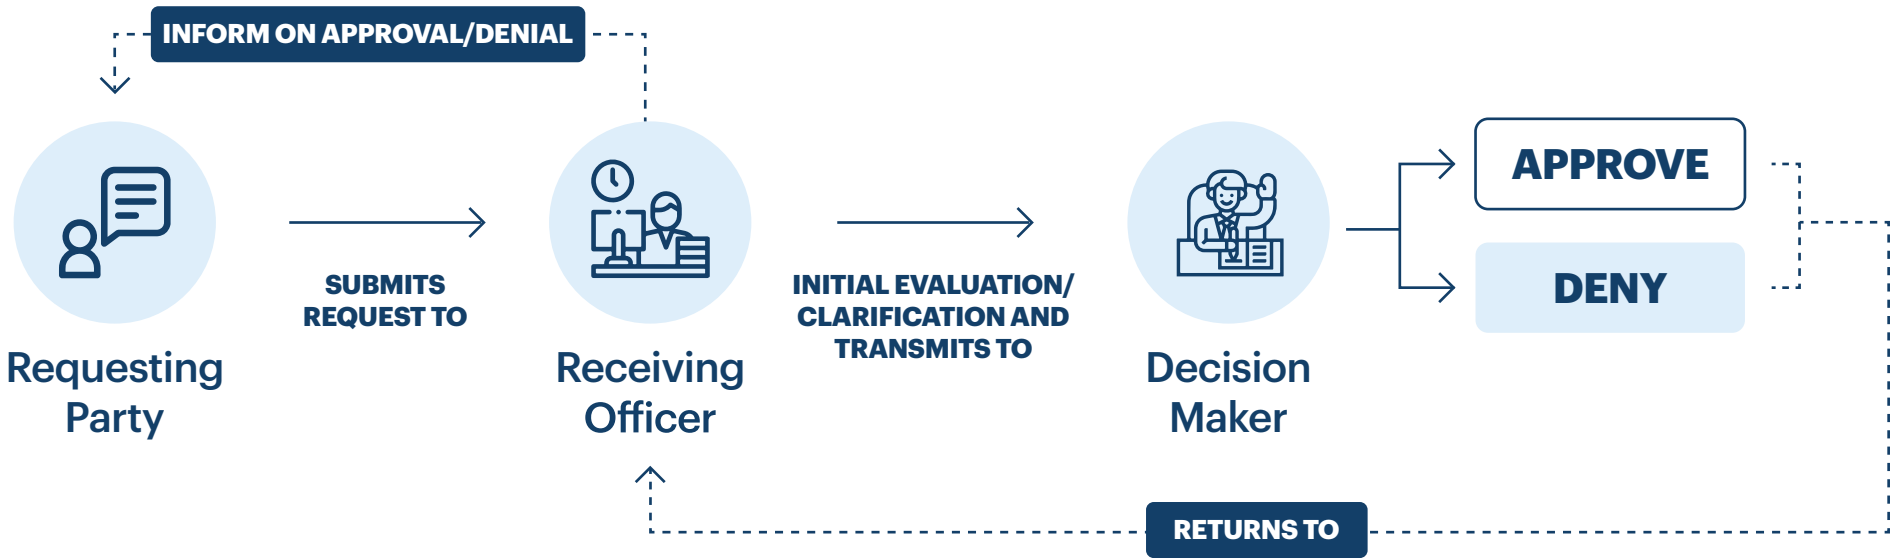 INFORM ON APPROVAL/DENIAL
Requesting
Party
SUBMITS
REQUEST TO
Receiving
Officer
INITIAL EVALUATION/
CLARIFICATION AND
TRANSMITS TO
Decision
Maker
APPROVE
DENY
RETURNS TO